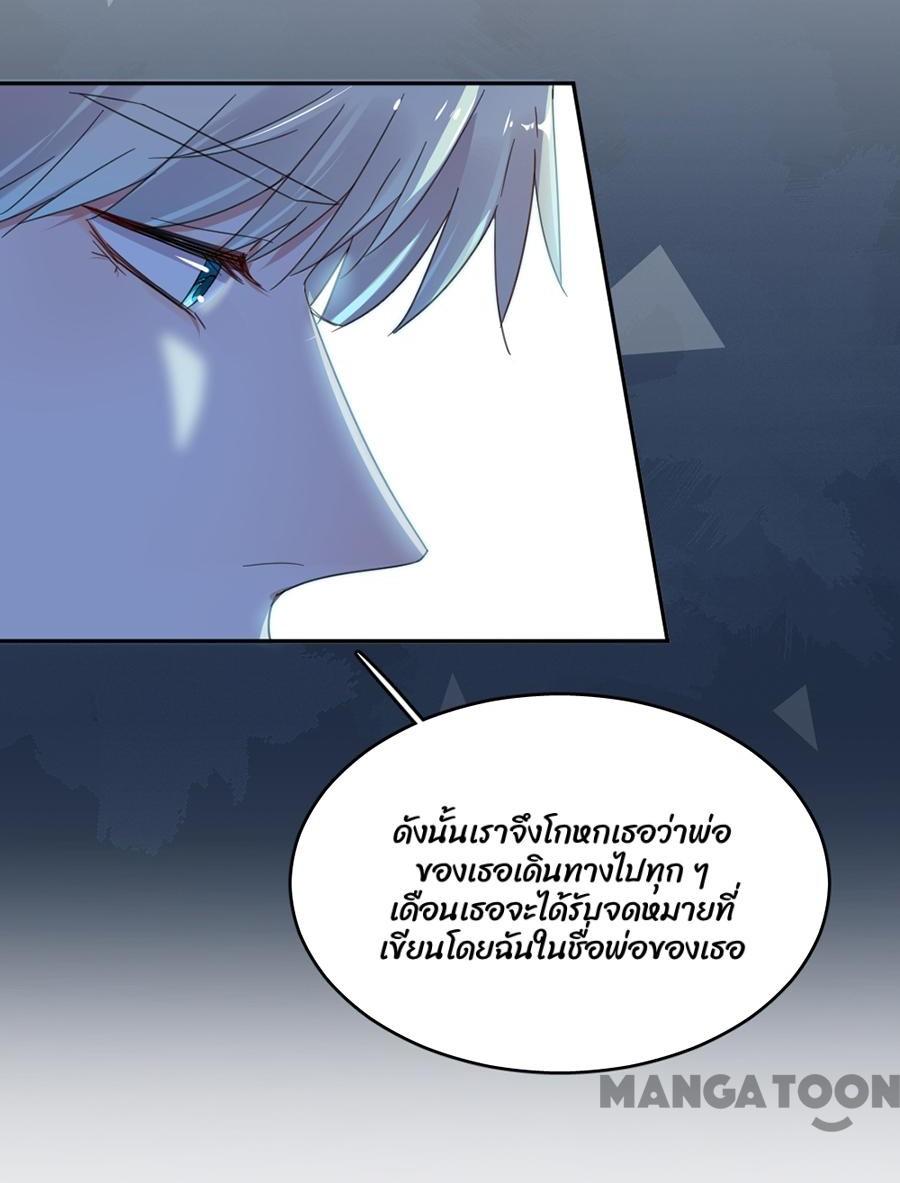 ดังนั้นเราจึงโกหกเธอว่าพ่อ
ของเธอเดินทางไปทุก ๆ
เดือนเธอจะได้รับจดหมายที่
เขียนโดยฉันในชื่อพ่อของเธอ
MANGATOON